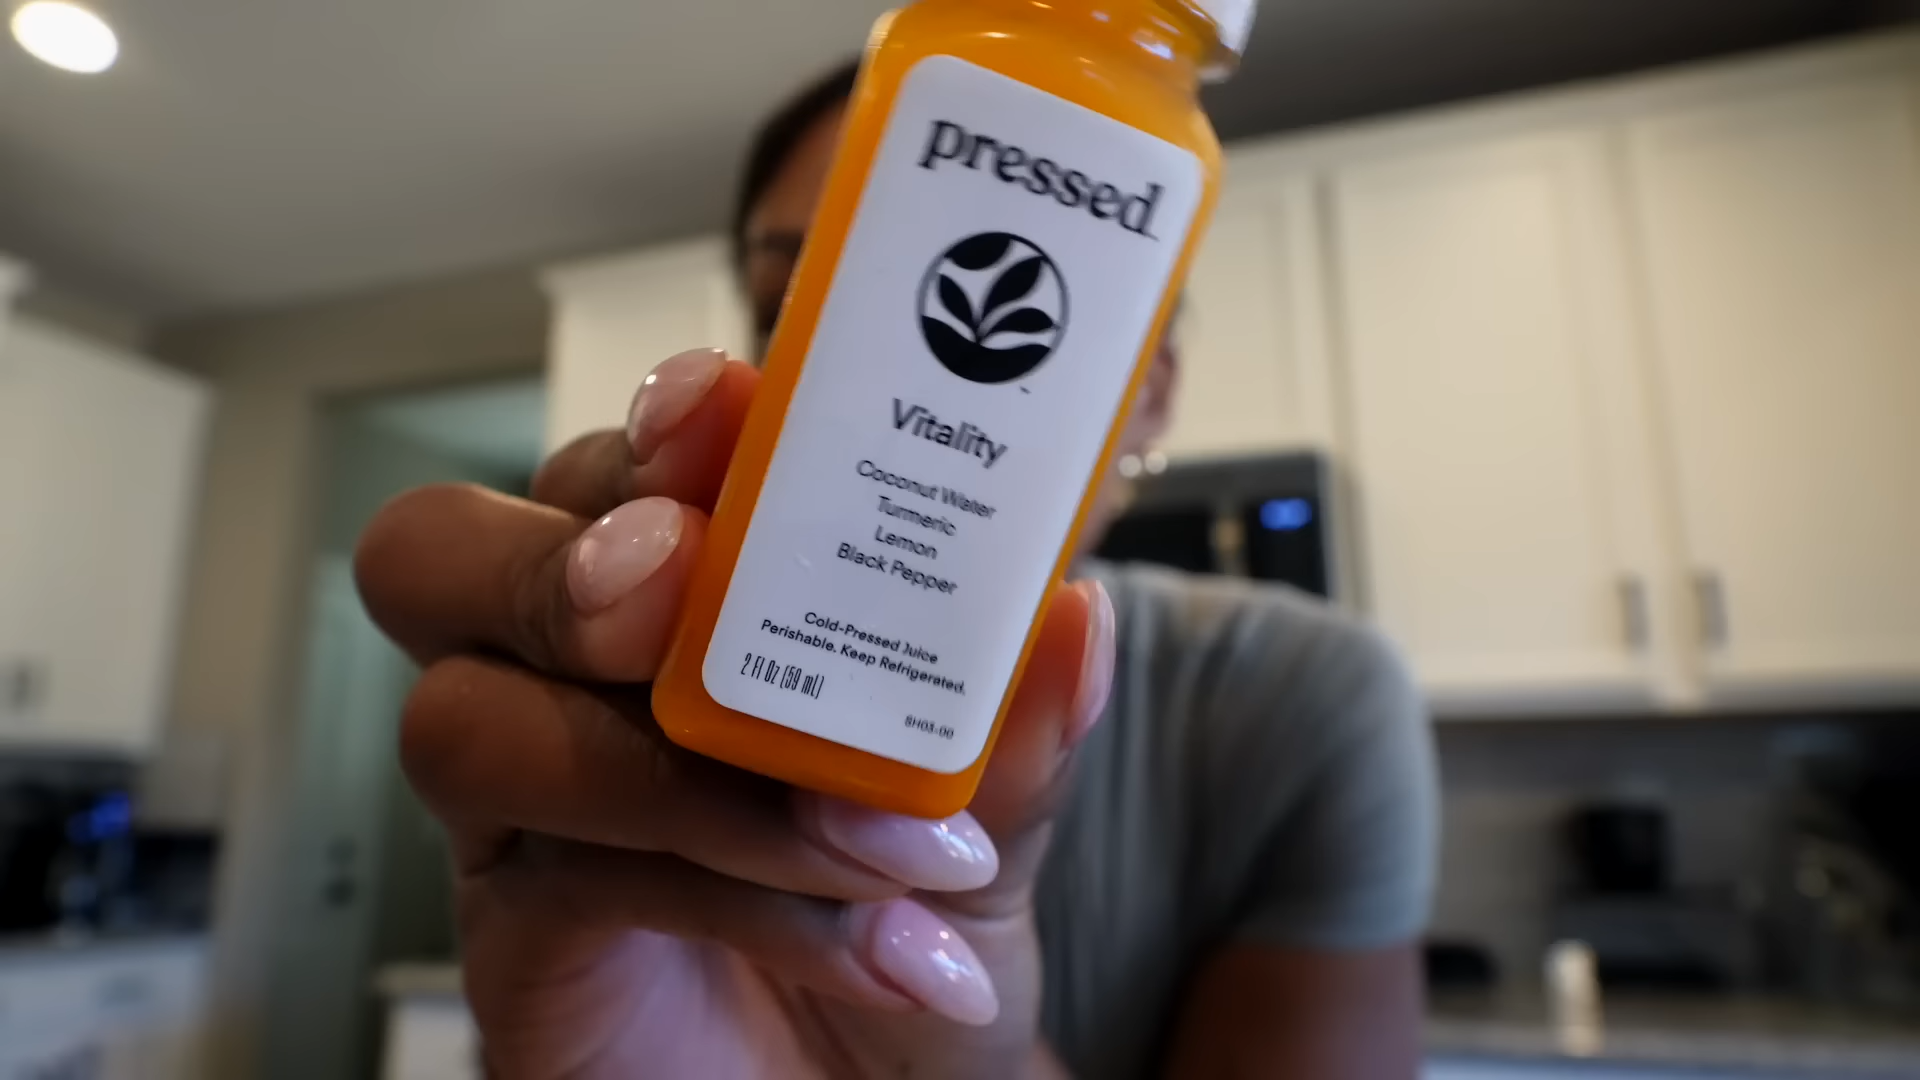 pressed.
Vitality
Coconut Water
Turmeric
Lemon
Black Pepper
Cold-Pressed Juice
Perishable. Keep Refrigerated.
2 Fl Oz (59 mL)
SH03-00